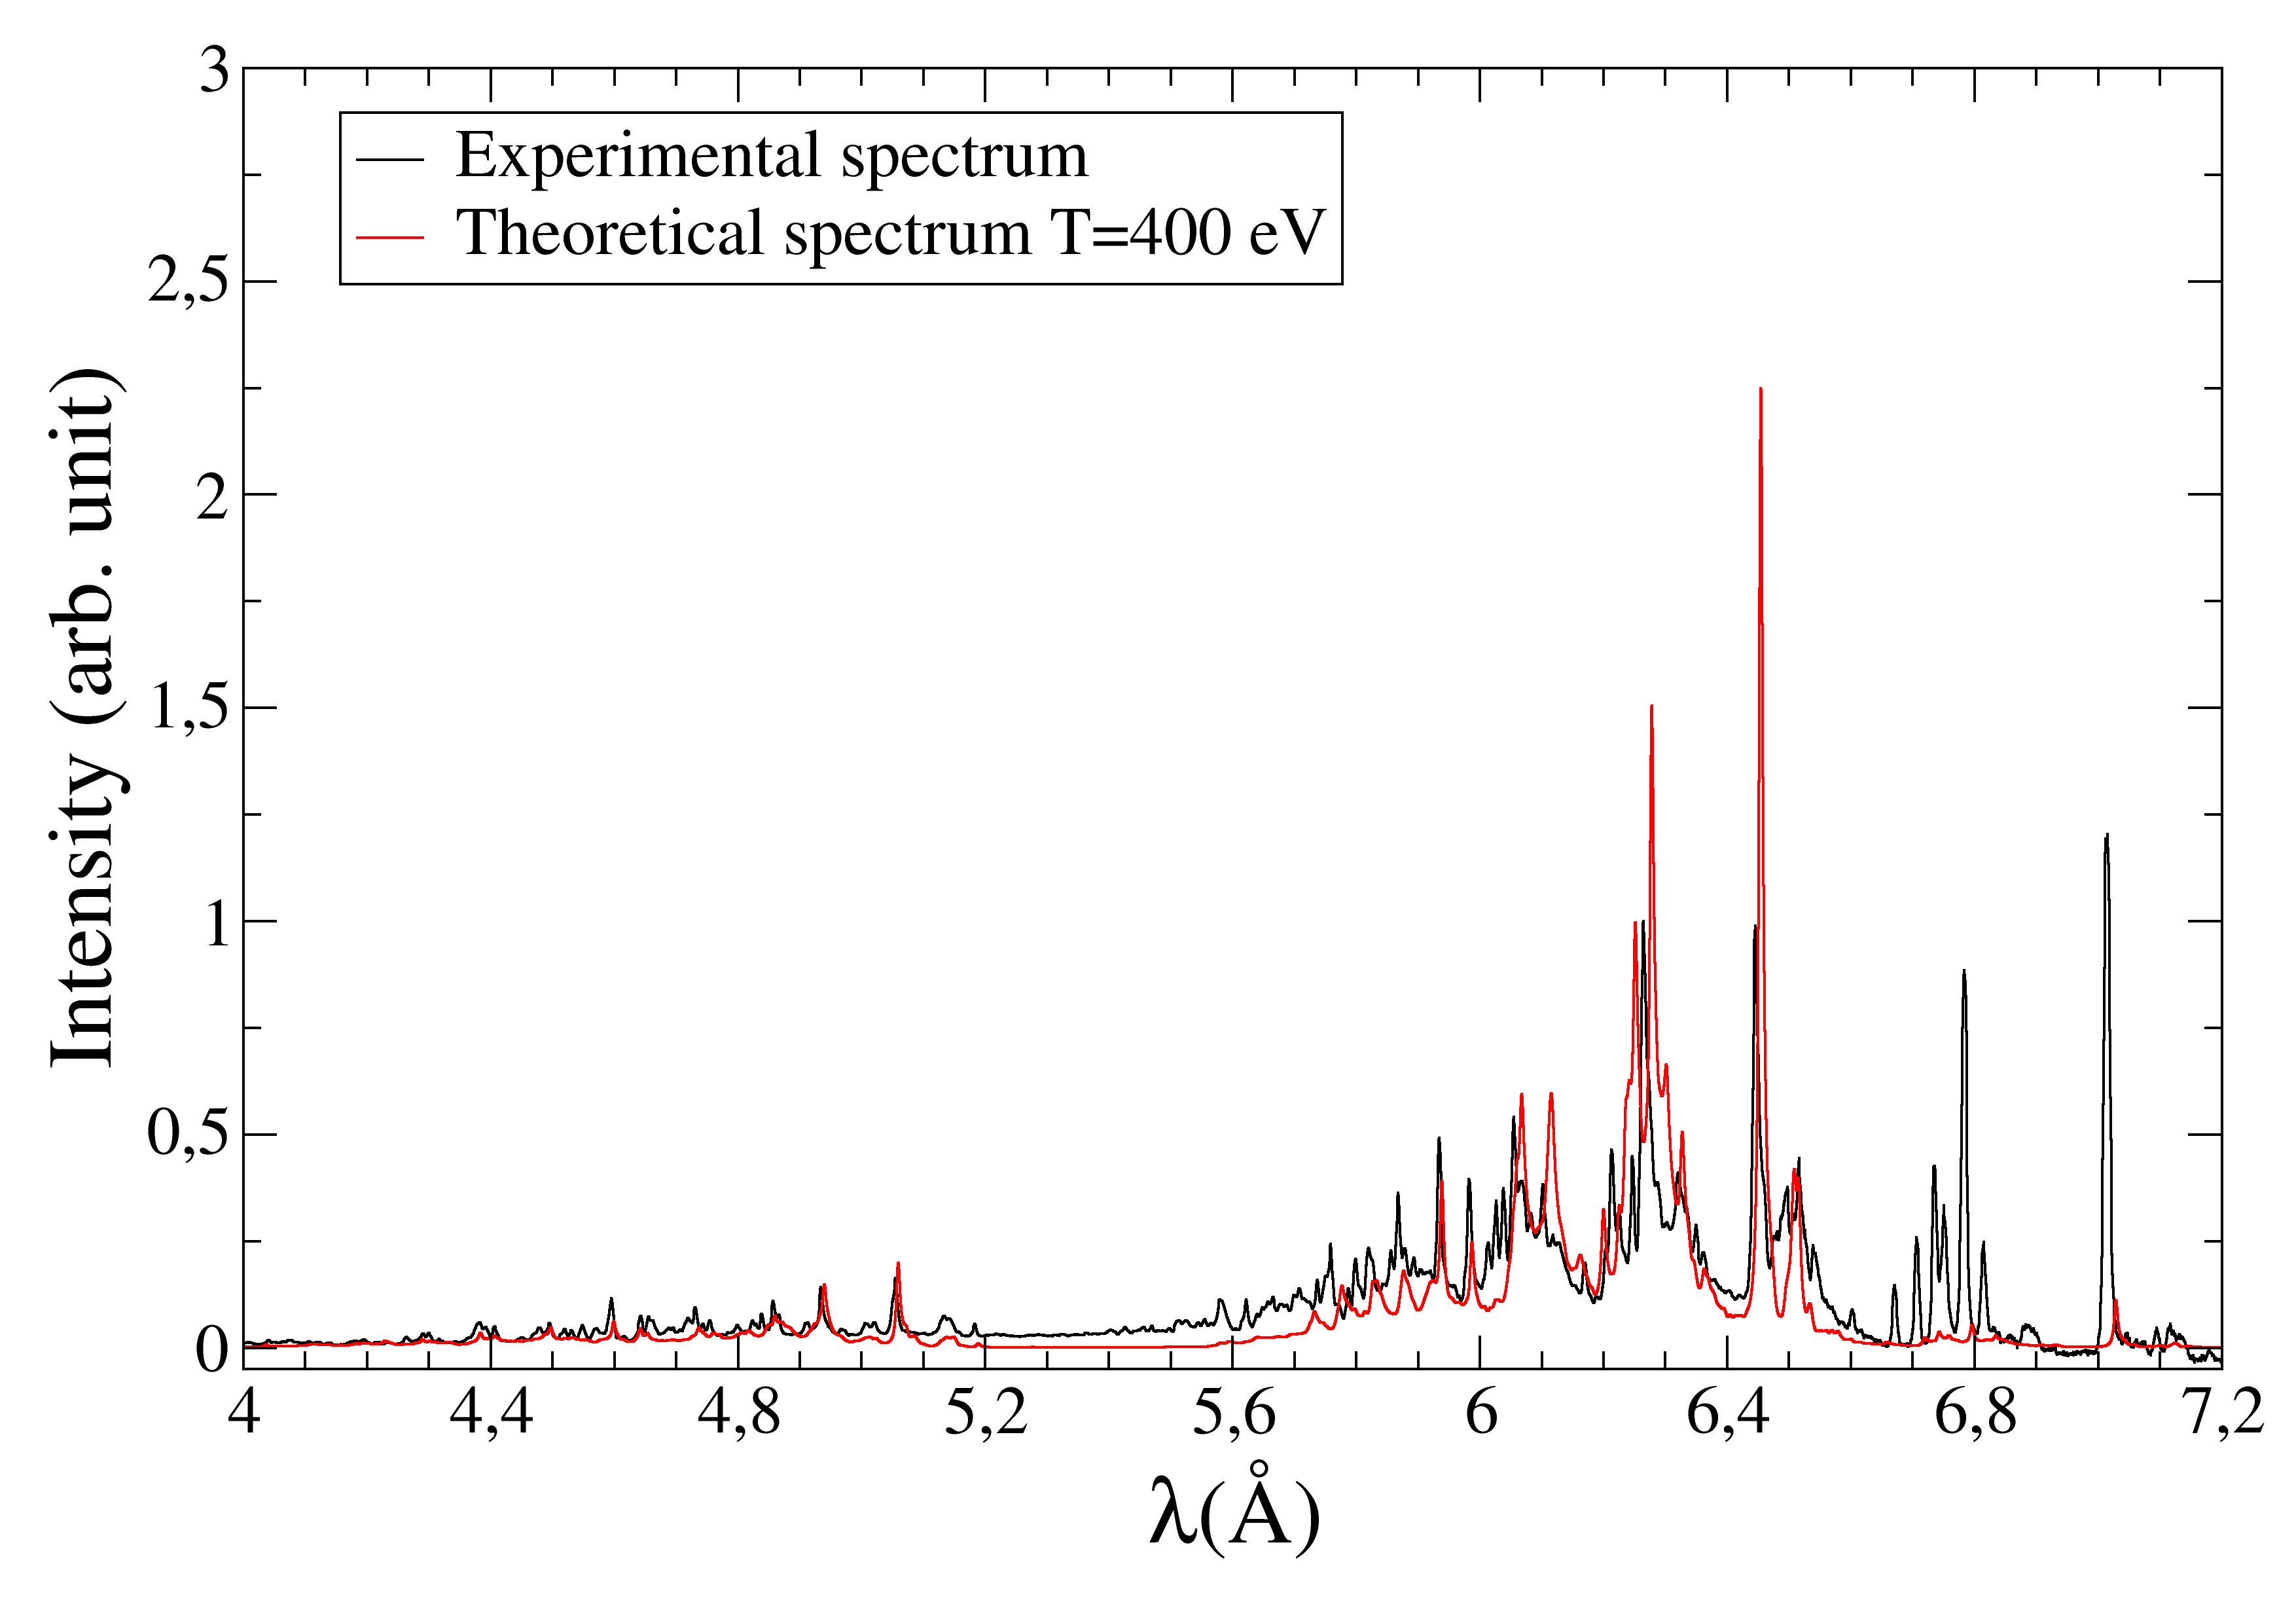 3
2,5
2
1,5
1
0,5
0
Intensity (arb. unit)
Experimental spectrum
Theoretical spectrum T=400 eV
4 4,4 4,8 5,2 5,6 6 6,4 6,8 7,2
λ(Å)